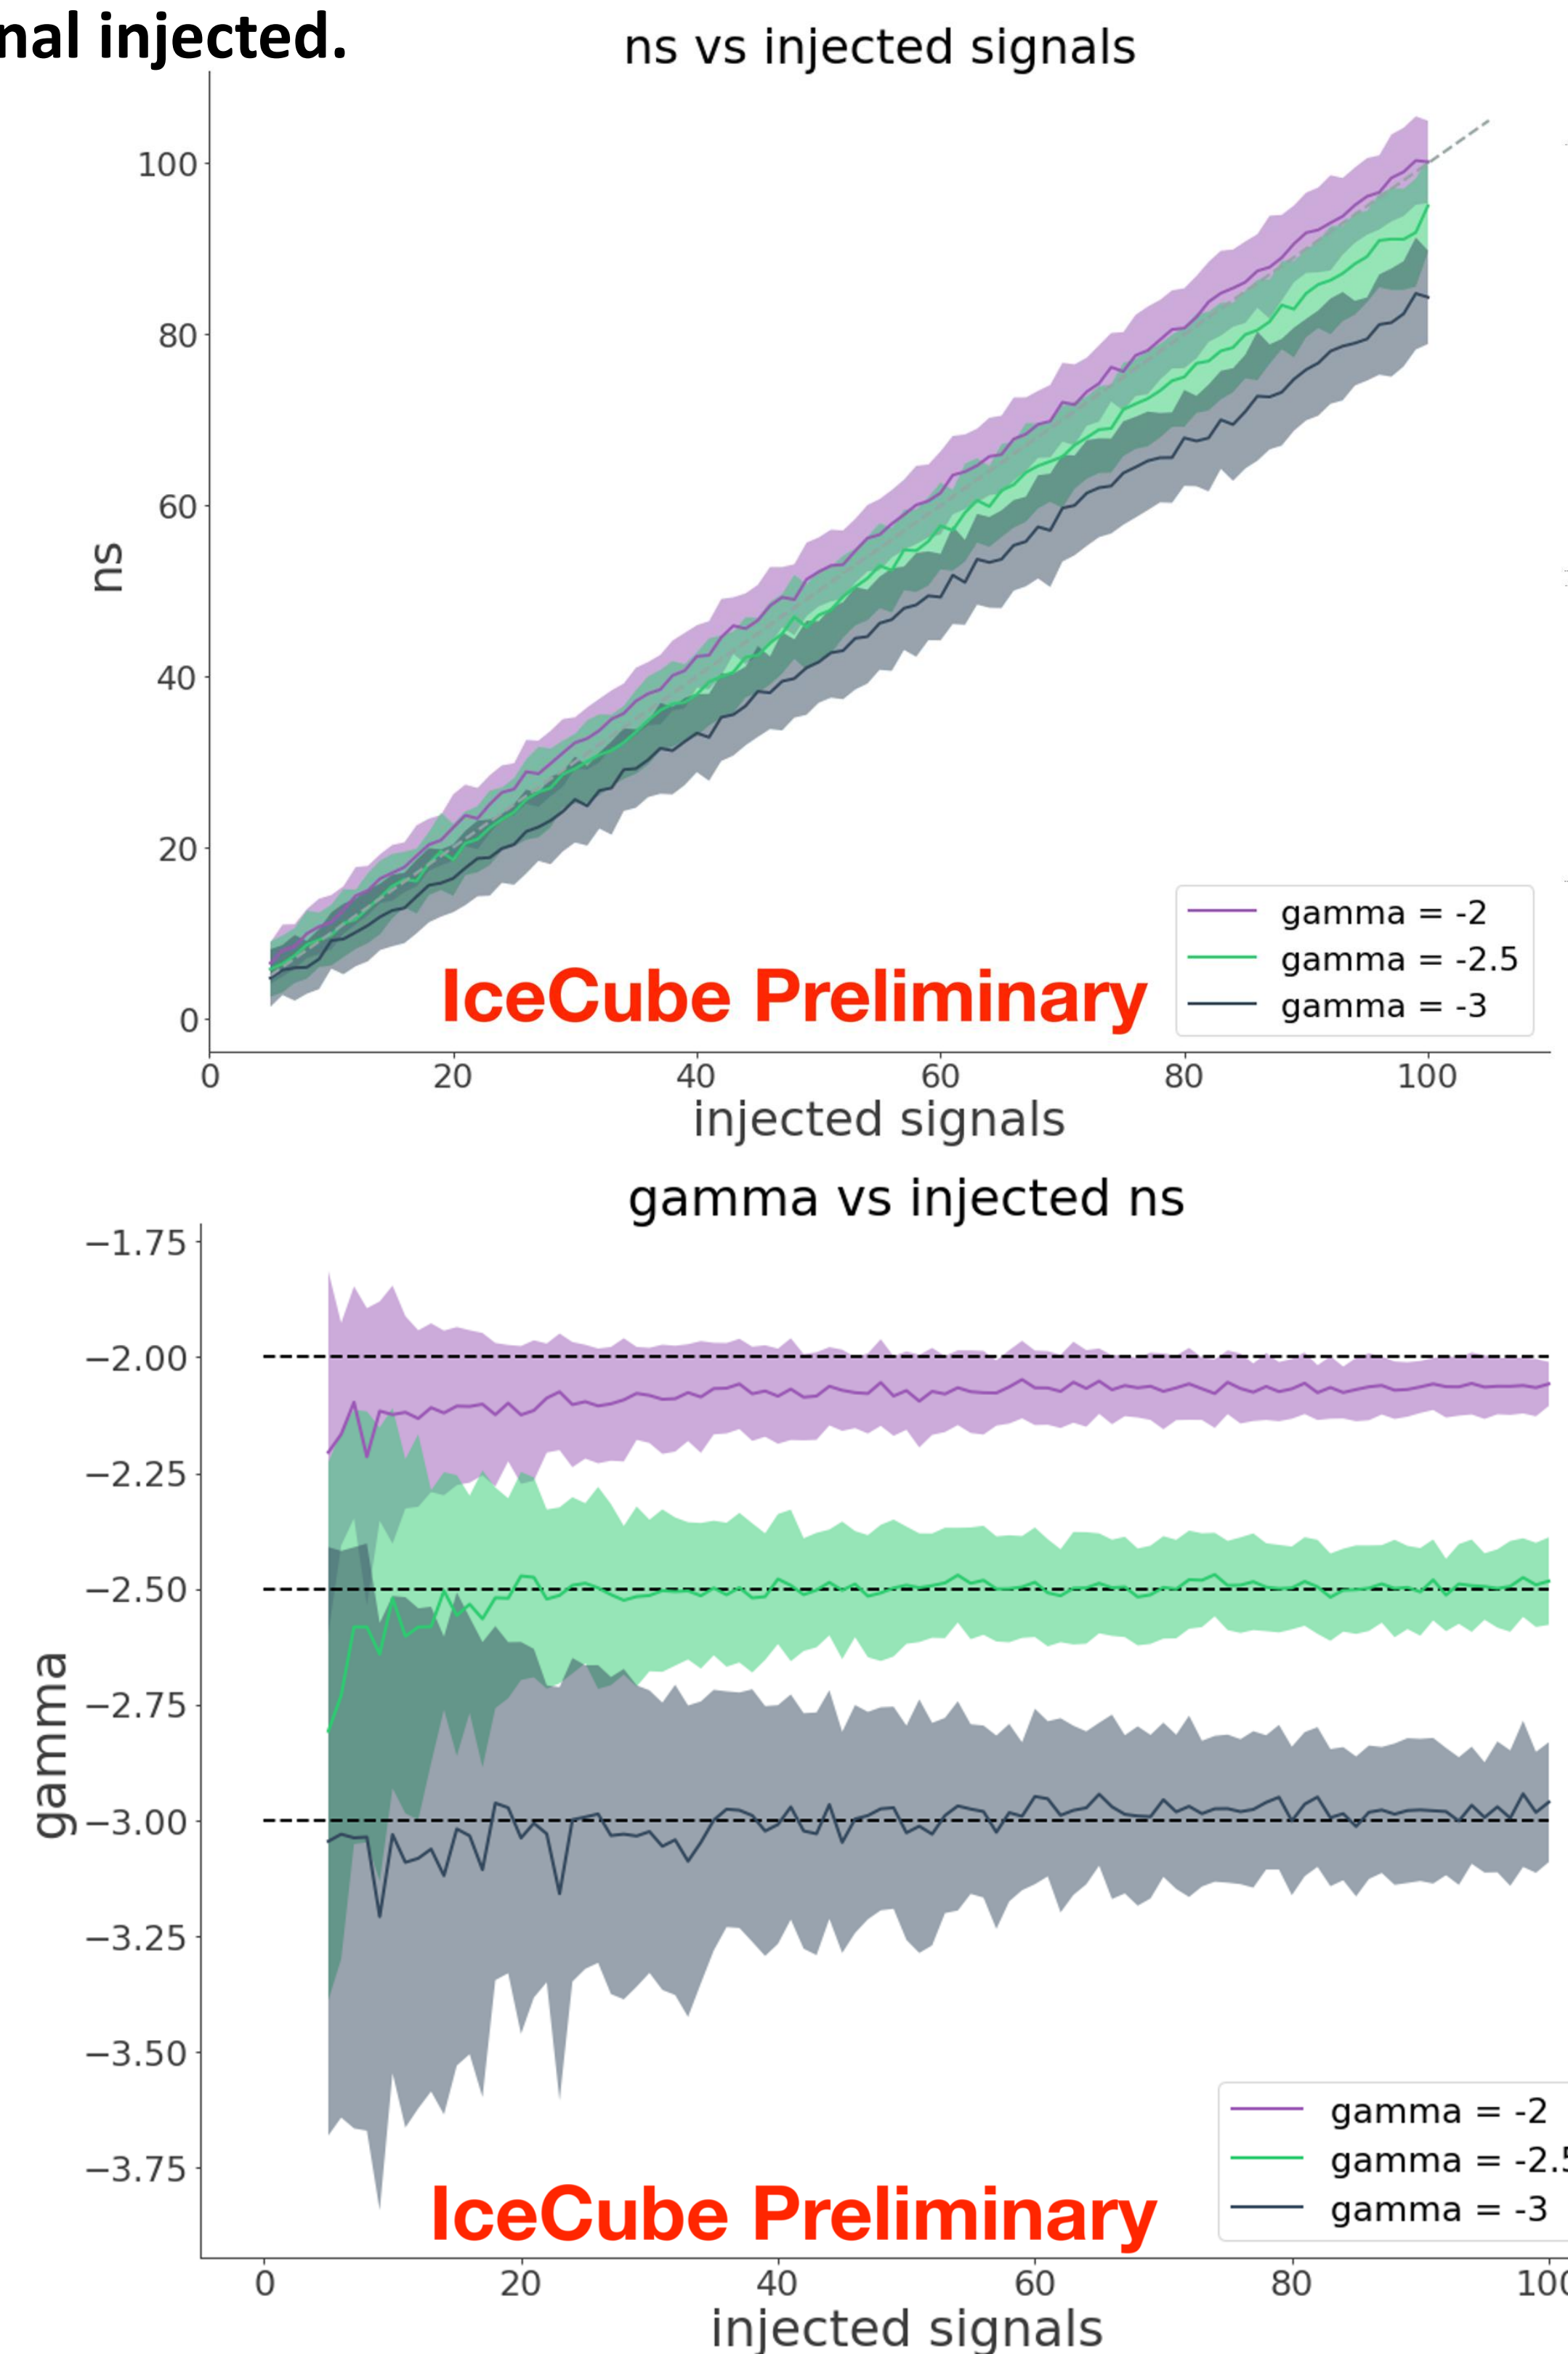 nal injected.
ns vs injected signals
100
80
60
40
20
0
ns
0 20 40 60 80 100
injected signals
gamma = -2
gamma = -2.5
gamma = -3
IceCube Preliminary
gamma vs injected ns
−1.75
−2.00
−2.25
−2.50
−2.75
−3.00
−3.25
−3.50
−3.75
gamma
0 20 40 60 80 100
injected signals
gamma = -2
gamma = -2.5
gamma = -3
IceCube Preliminary